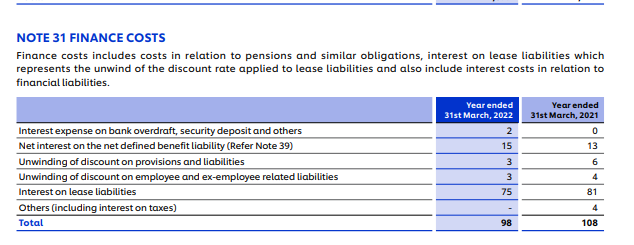 NOTE 31 FINANCE COSTS
Finance costs includes costs in relation to pensions and similar obligations, interest on lease liabilities which
represents the unwind of the discount rate applied to lease liabilities and also include interest costs in relation to
financial liabilities.
Year ended 31st March, 2022 Year ended 31st March, 2021
Interest expense on bank overdraft, security deposit and others 2 0
Net interest on the net defined benefit liability (Refer Note 39) 15 13
Unwinding of discount on provisions and liabilities 3 6
Unwinding of discount on employee and ex-employee related liabilities 3 4
Interest on lease liabilities 75 81
Others (including interest on taxes) - 4
Total 98 108